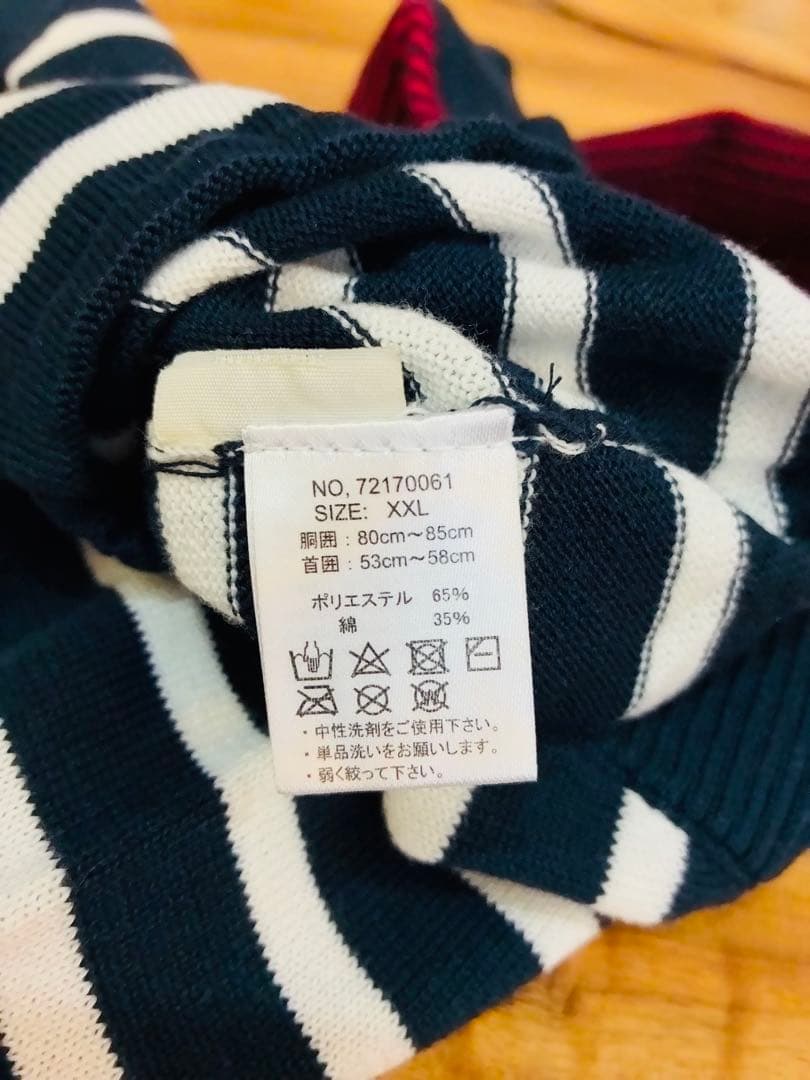 NO, 72170061
SIZE: XXL
胴囲：80cm～85cm
首囲：53cm～58cm
ポリエステル 65%
綿 35%
・中性洗剤をご使用下さい。
・単品洗いをお願いします。
・弱く絞って下さい。